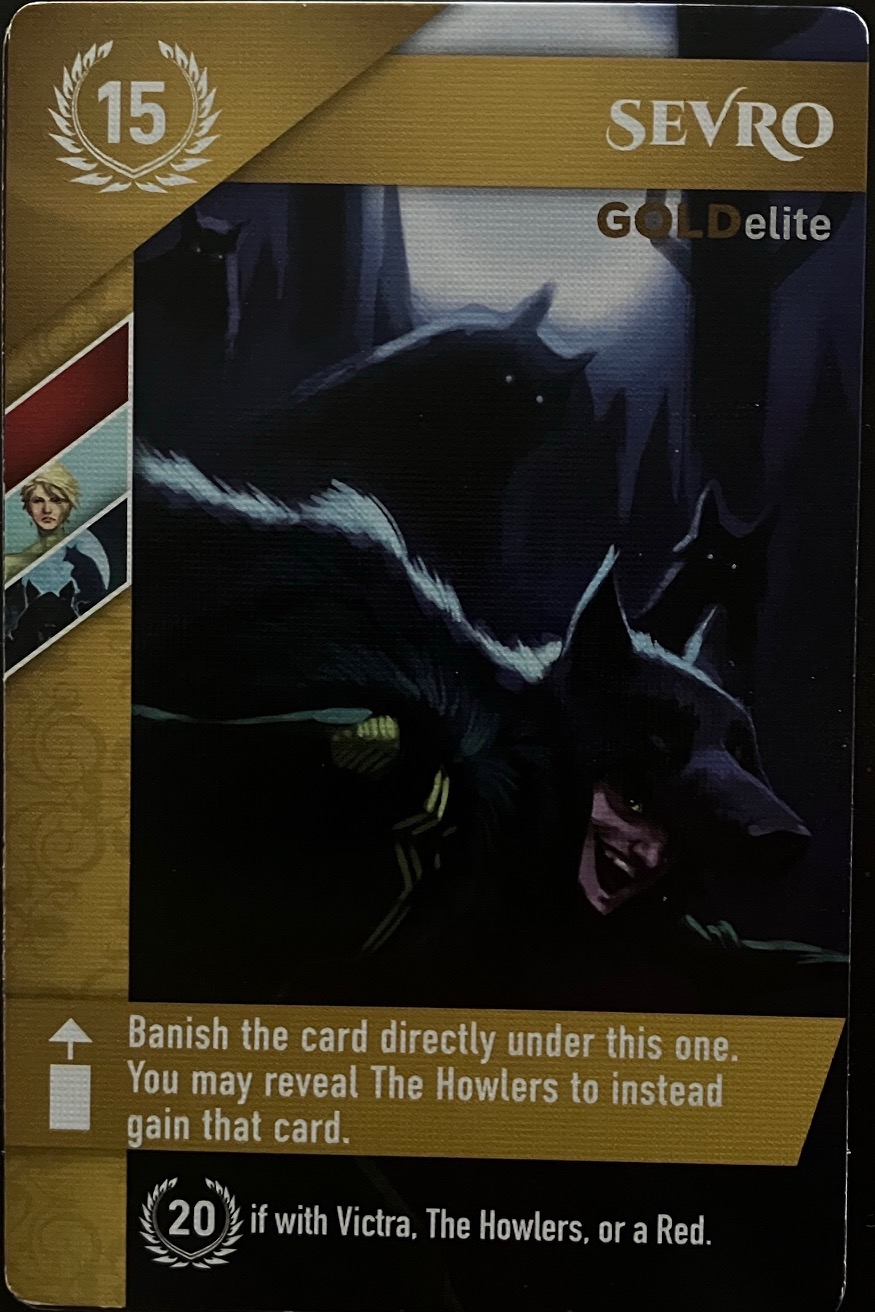 15
SEVRO
GOLDelite
Banish the card directly under this one.
You may reveal The Howlers to instead
gain that card.
20 if with Victra, The Howlers, or a Red.